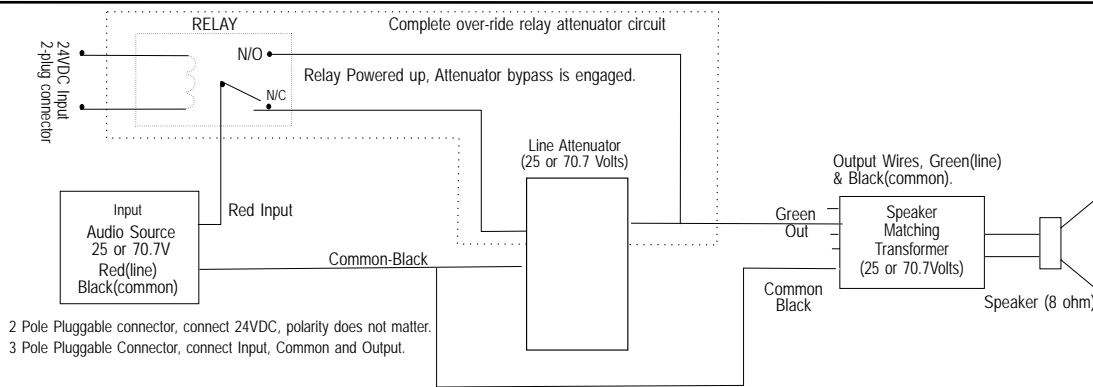 RELAY
Complete over-ride relay attenuator circuit
24VDC Input
2-plug connector
N/O
Relay Powered up, Attenuator bypass is engaged.
N/C
Line Attenuator
(25 or 70.7 Volts)
Output Wires, Green(line)
& Black(common).
Input
Audio Source
25 or 70.7V
Red(line)
Black(common)
Red Input
Green
Out
Speaker
Matching
Transformer
(25 or 70.7Volts)
Common-Black
Common
Black
Speaker (8 ohm)
2 Pole Pluggable connector, connect 24VDC, polarity does not matter.
3 Pole Pluggable Connector, connect Input, Common and Output.